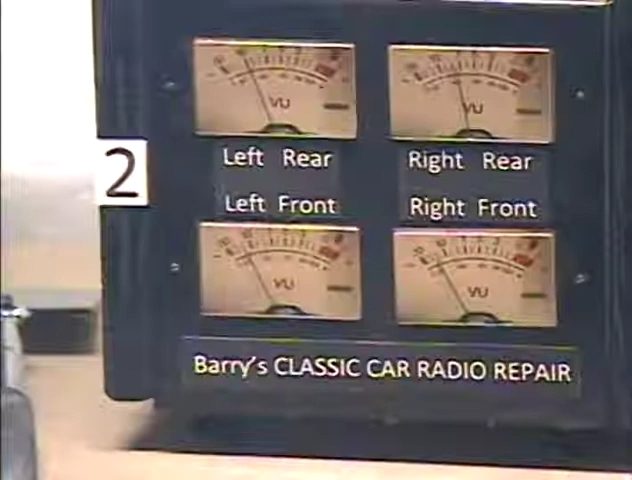 VU
VU
Left Rear
Right Rear
2
Left Front
Right Front
VU
VU
Barry's CLASSIC CAR RADIO REPAIR